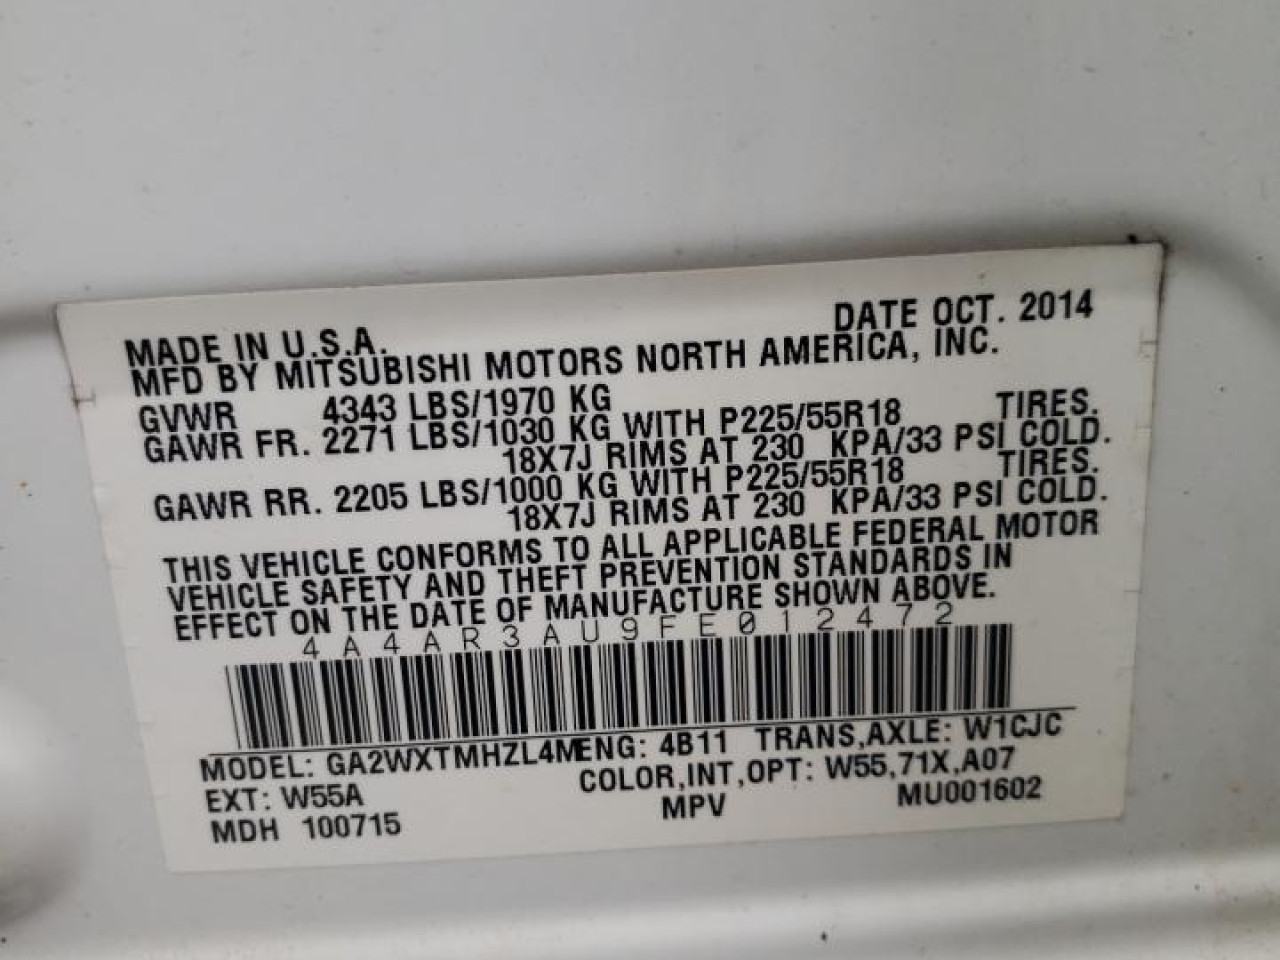 DATE OCT. 2014
MADE IN U.S.A.
MFD BY MITSUBISHI MOTORS NORTH AMERICA, INC.
GVWR 4343 LBS/1970 KG
GAWR FR. 2271 LBS/1030 KG WITH P225/55R18 TIRES.
18X7J RIMS AT 230 KPA/33 PSI COLD.
GAWR RR. 2205 LBS/1000 KG WITH P225/55R18 TIRES.
18X7J RIMS AT 230 KPA/33 PSI COLD.
THIS VEHICLE CONFORMS TO ALL APPLICABLE FEDERAL MOTOR
VEHICLE SAFETY AND THEFT PREVENTION STANDARDS IN
EFFECT ON THE DATE OF MANUFACTURE SHOWN ABOVE.
4A4AR3AU9FE012472
MODEL: GA2WXTMHZL4M ENG: 4B11 TRANS,AXLE: W1CJC
EXT: W55A COLOR,INT,OPT: W55,71X,A07
MDH 100715 MPV MU001602